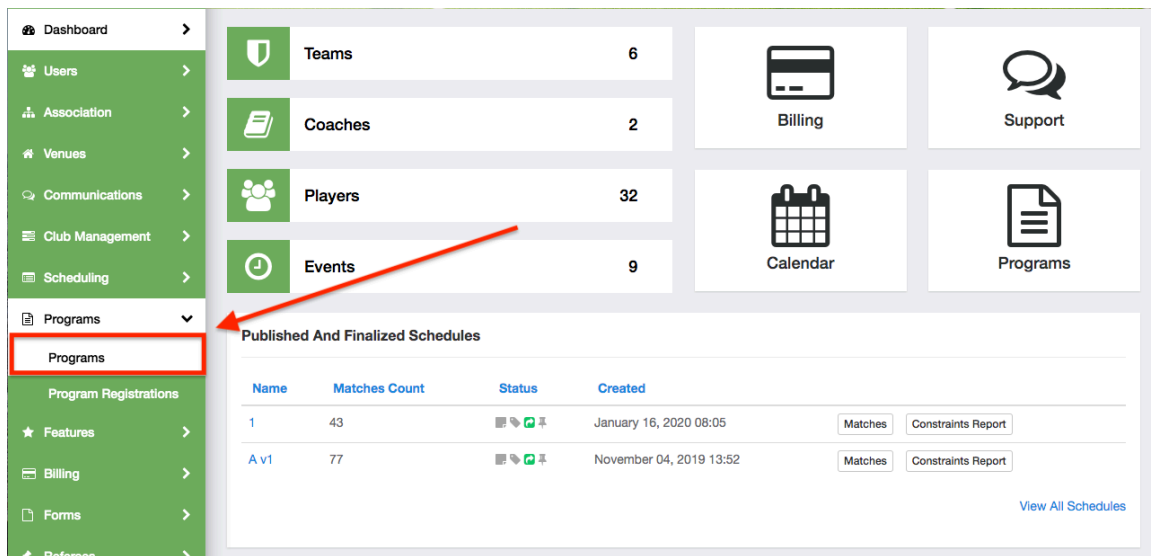 Dashboard
Users
Association
Venues
Communications
Club Management
Scheduling
Programs
Programs
Program Registrations
Features
Billing
Forms
Referees
Teams 6
Coaches 2
Players 32
Events 9
Billing
Support
Calendar
Programs
Published And Finalized Schedules
Name Matches Count Status Created
1 43 January 16, 2020 08:05 Matches Constraints Report
A v1 77 November 04, 2019 13:52 Matches Constraints Report
View All Schedules